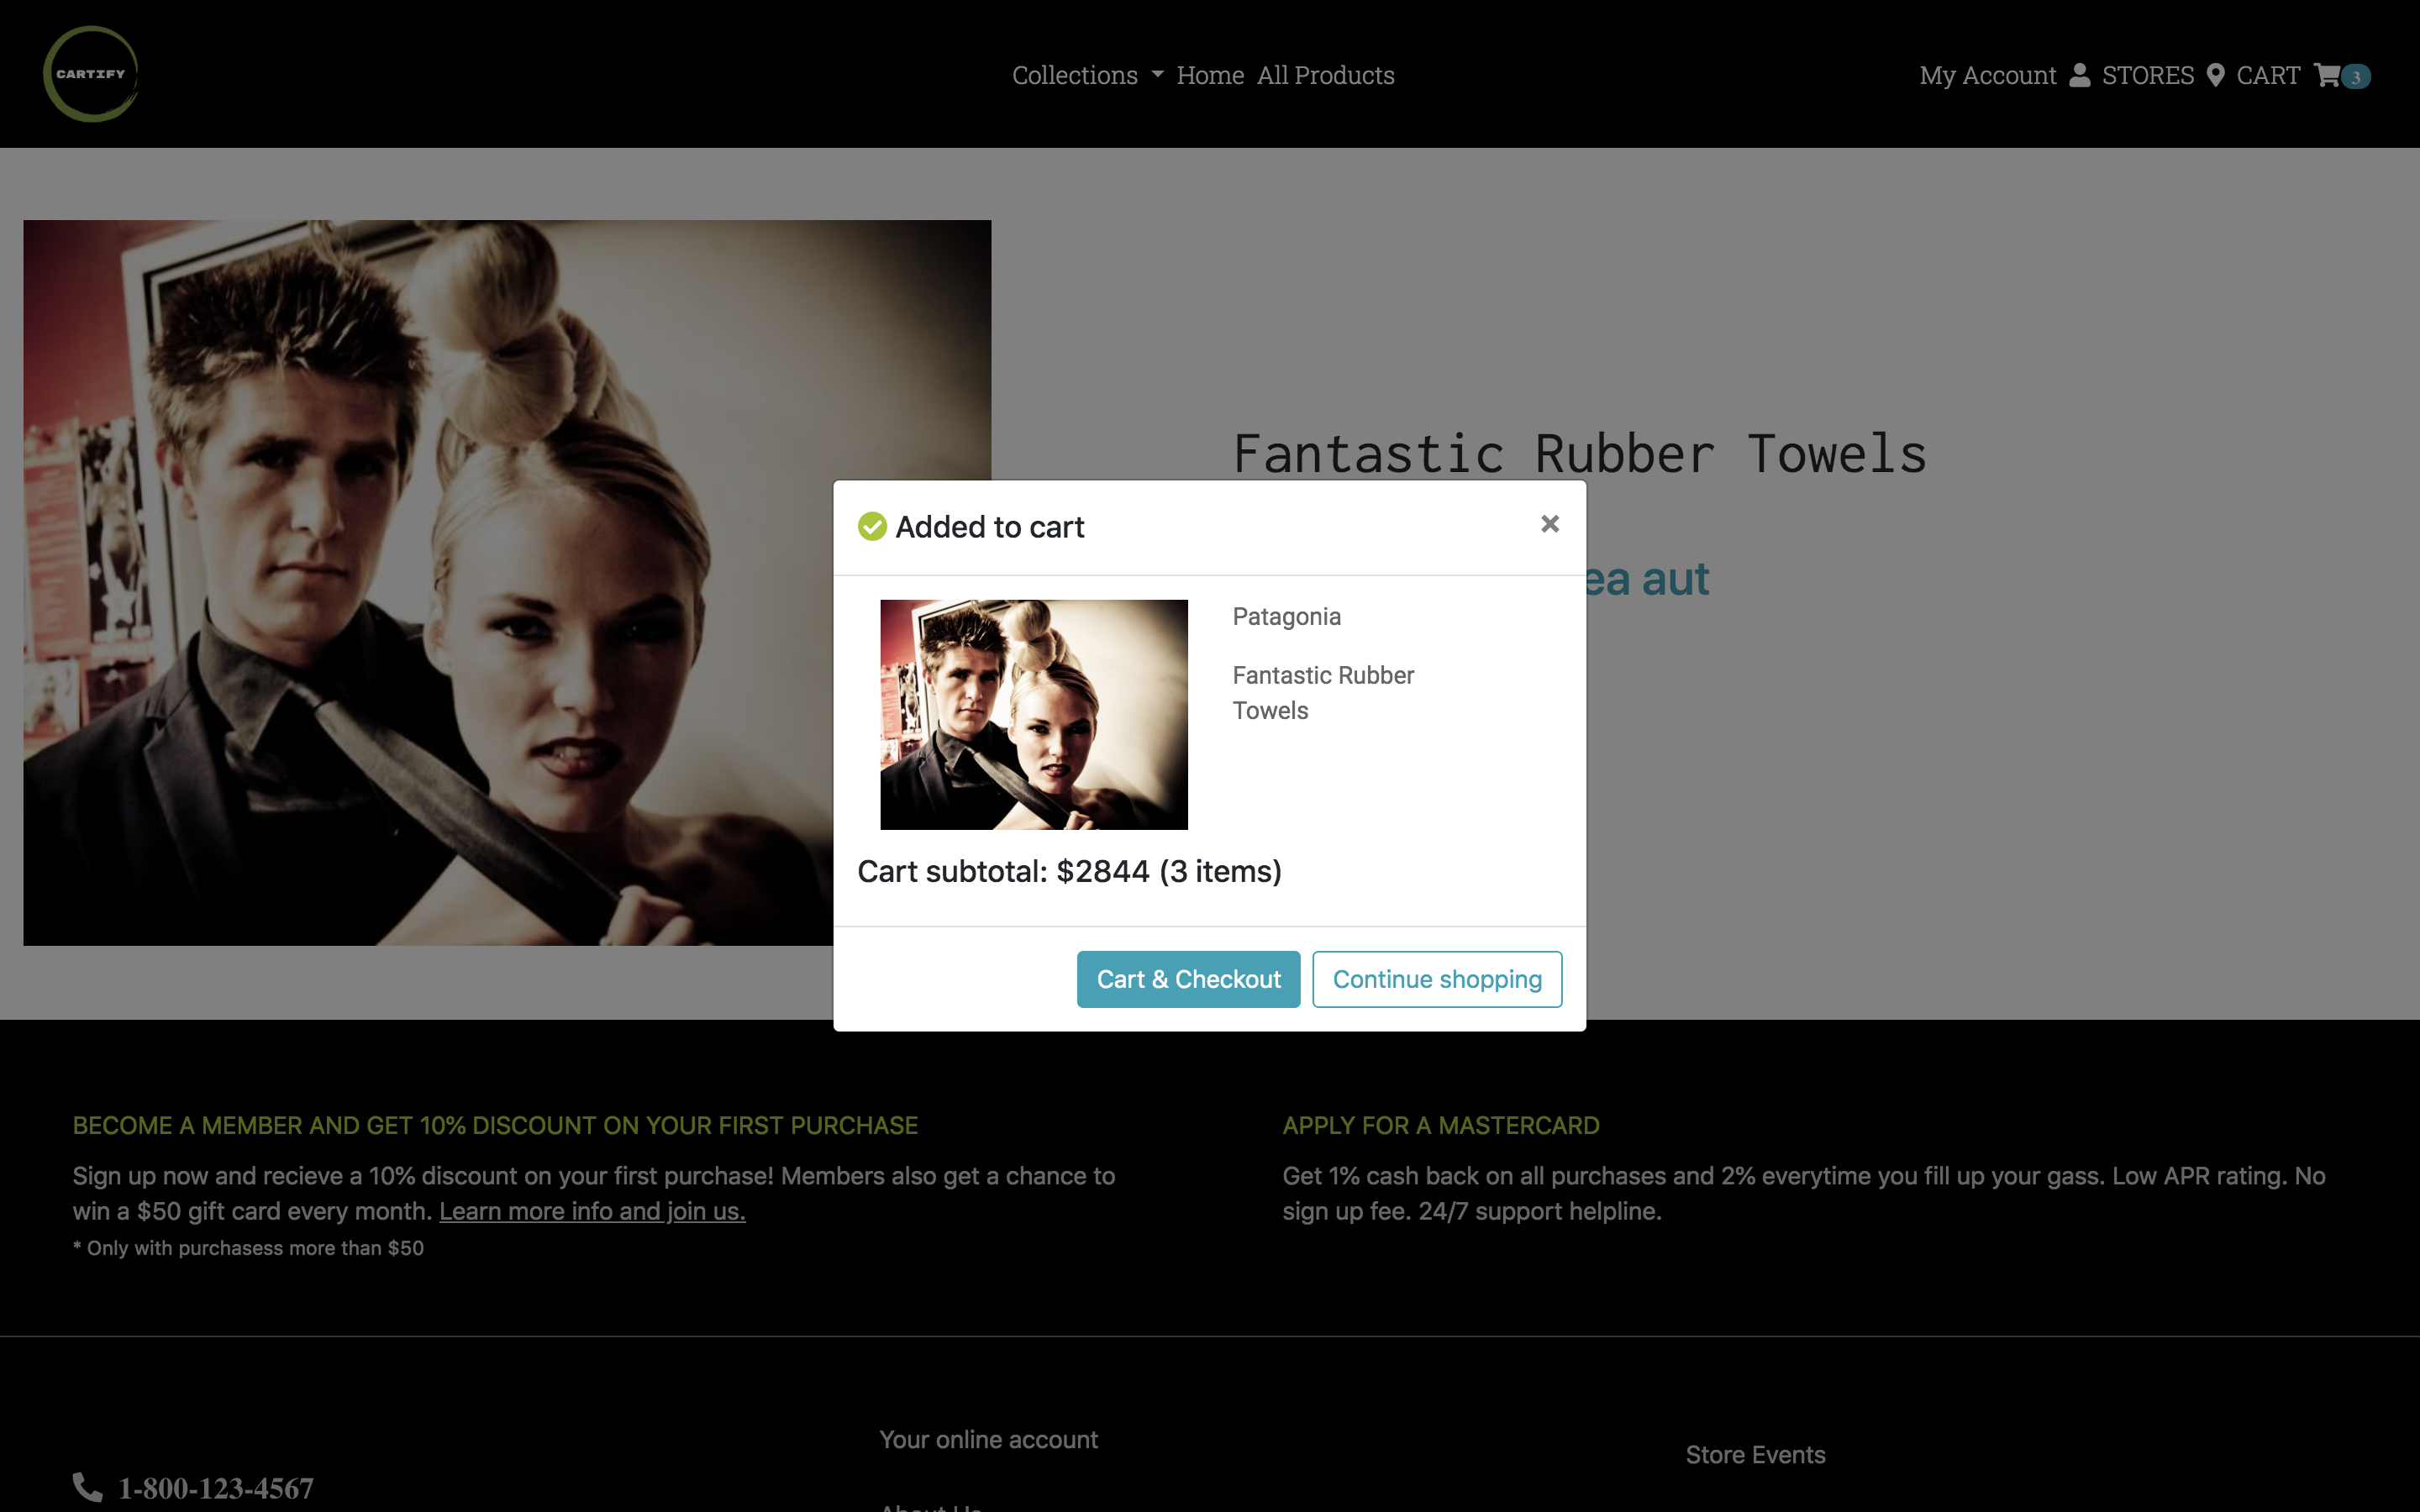 CARTIFY
Collections Home All Products
My Account STORES CART 3
Fantastic Rubber Towels
ea aut
Added to cart ×
Patagonia
Fantastic Rubber
Towels
Cart subtotal: $2844 (3 items)
Cart & Checkout
Continue shopping
BECOME A MEMBER AND GET 10% DISCOUNT ON YOUR FIRST PURCHASE
Sign up now and recieve a 10% discount on your first purchase! Members also get a chance to
win a $50 gift card every month. Learn more info and join us.
* Only with purchasess more than $50
APPLY FOR A MASTERCARD
Get 1% cash back on all purchases and 2% everytime you fill up your gass. Low APR rating. No
sign up fee. 24/7 support helpline.
1-800-123-4567
Your online account
About Us
Store Events